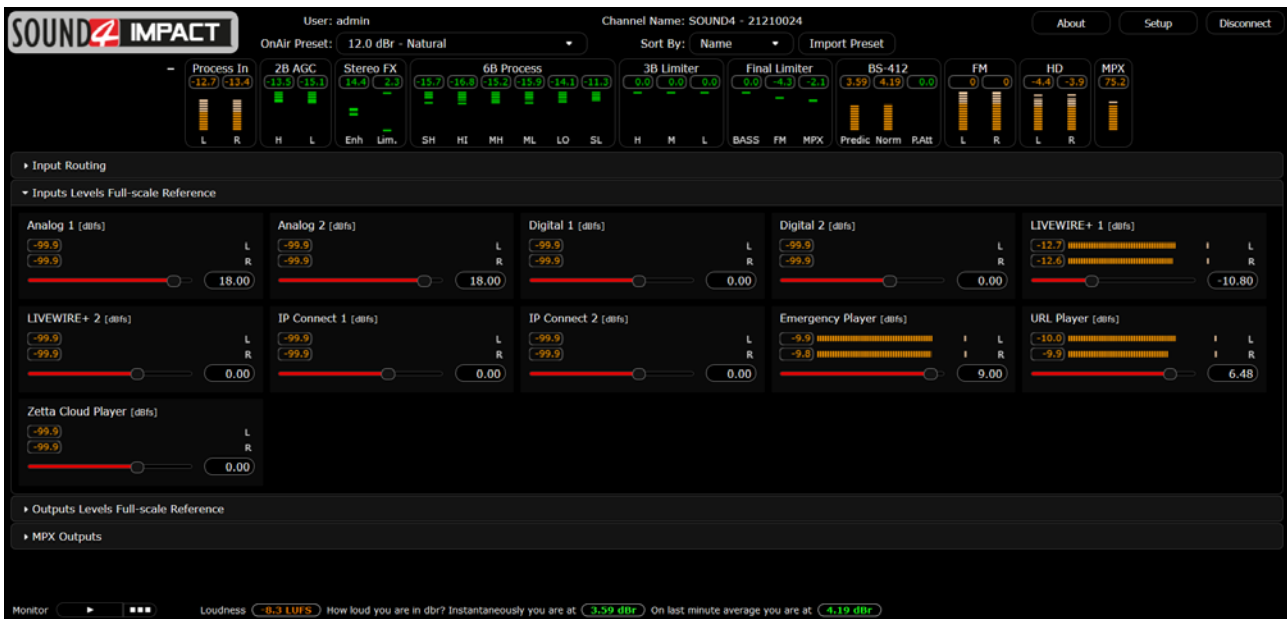 SOUND4 IMPACT
User: admin
Channel Name: SOUND4 - 21210024
About
Setup
Disconnect
OnAir Preset: 12.0 dBr - Natural
Sort By: Name
Import Preset
– Process In 2B AGC Stereo FX 6B Process 3B Limiter Final Limiter BS-412 FM HD MPX
-12.7 -13.4 -13.5 -15.1 14.4 2.3 -15.7 -16.8 -15.2 -15.9 -14.1 -11.3 0.0 0.0 0.0 0.0 -4.3 -2.1 3.59 4.19 0.0 0 0 -4.4 -3.9 75.2
L R H L Enh Lim. SH HI MH ML LO SL H M L BASS FM MPX Predic Norm P.Att L R L R
Input Routing
Inputs Levels Full-scale Reference
Analog 1 [dBfs] Analog 2 [dBfs] Digital 1 [dBfs] Digital 2 [dBfs] LIVEWIRE+ 1 [dBfs]
-99.9 L -99.9 L -99.9 L -99.9 L -12.7 L
-99.9 R -99.9 R -99.9 R -99.9 R -12.6 R
18.00 18.00 0.00 0.00 -10.80
LIVEWIRE+ 2 [dBfs] IP Connect 1 [dBfs] IP Connect 2 [dBfs] Emergency Player [dBfs] URL Player [dBfs]
-99.9 L -99.9 L -99.9 L -9.9 L -10.0 L
-99.9 R -99.9 R -99.9 R -9.8 R -9.9 R
0.00 0.00 0.00 9.00 6.48
Zetta Cloud Player [dBfs]
-99.9 L
-99.9 R
0.00
Outputs Levels Full-scale Reference
MPX Outputs
Monitor Loudness -8.3 LUFS How loud you are in dbr? Instantaneously you are at 3.59 dBr On last minute average you are at 4.19 dBr